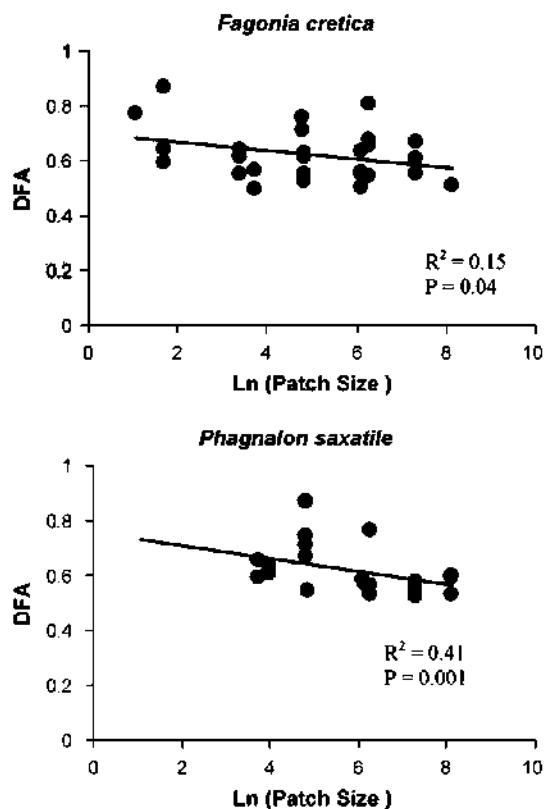 Fagonia cretica
1
0.8
0.6
0.4
0.2
0
DFA
R² = 0.15
P = 0.04
0 2 4 6 8 10
Ln (Patch Size )
Phagnalon saxatile
1
0.8
0.6
0.4
0.2
0
DFA
R² = 0.41
P = 0.001
0 2 4 6 8 10
Ln (Patch Size )